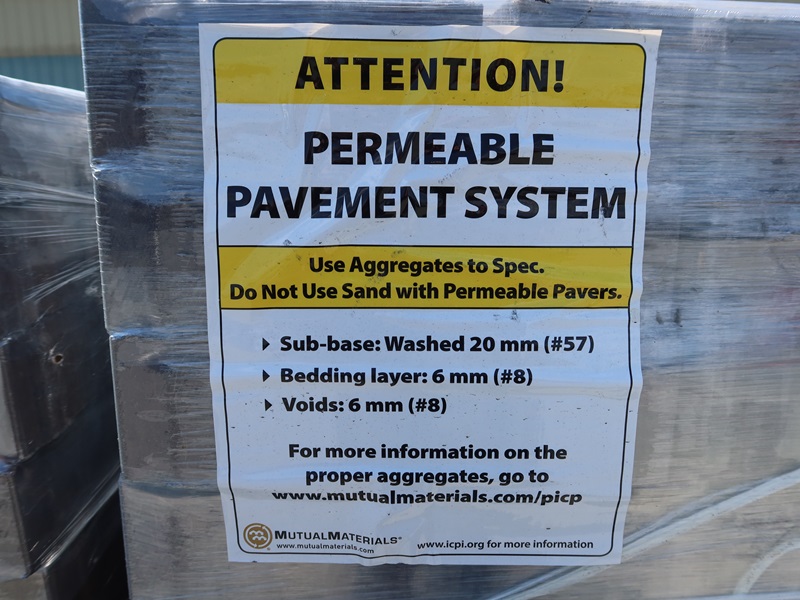 ATTENTION!
PERMEABLE
PAVEMENT SYSTEM
Use Aggregates to Spec.
Do Not Use Sand with Permeable Pavers.
Sub-base: Washed 20 mm (#57)
Bedding layer: 6 mm (#8)
Voids: 6 mm (#8)
For more information on the
proper aggregates, go to
www.mutualmaterials.com/picp
MUTUALMATERIALS®
www.mutualmaterials.com
www.icpi.org for more information